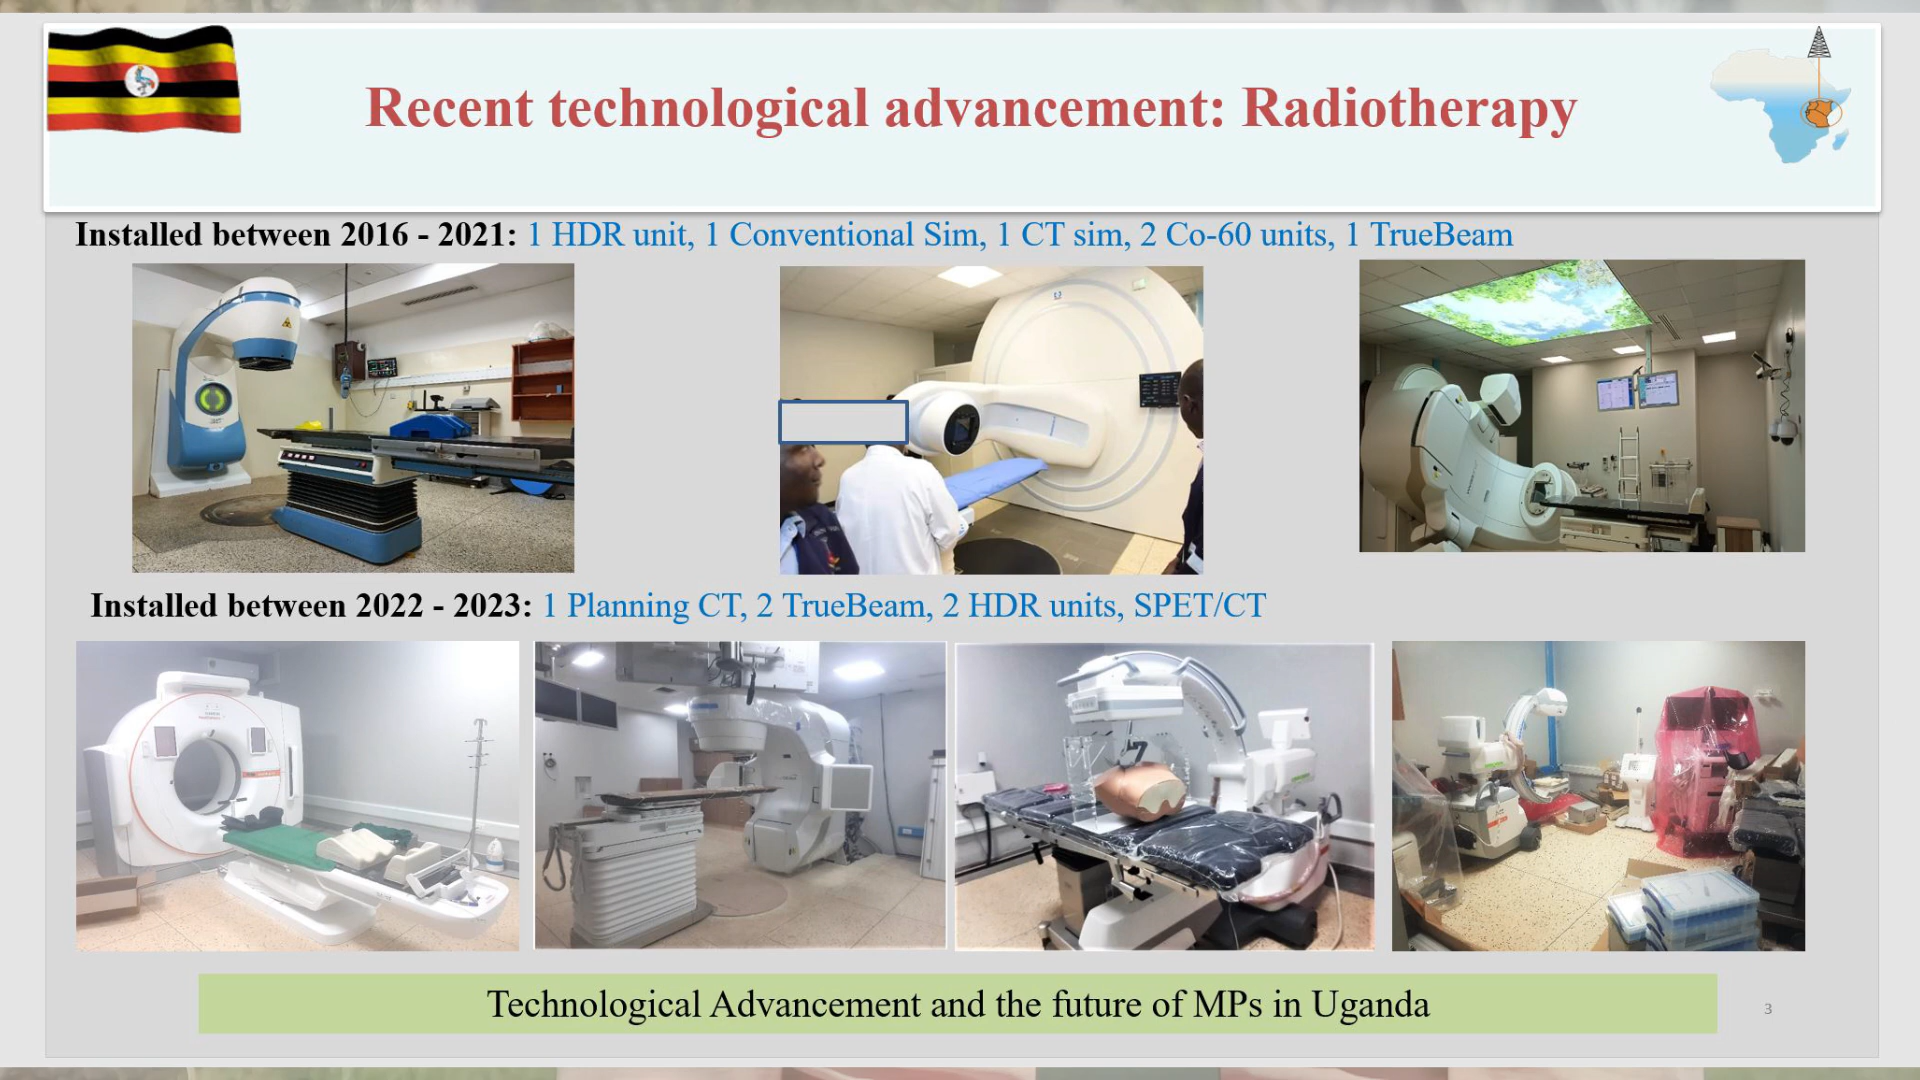 Recent technological advancement: Radiotherapy
Installed between 2016 - 2021: 1 HDR unit, 1 Conventional Sim, 1 CT sim, 2 Co-60 units, 1 TrueBeam
Installed between 2022 - 2023: 1 Planning CT, 2 TrueBeam, 2 HDR units, SPET/CT
Technological Advancement and the future of MPs in Uganda
3